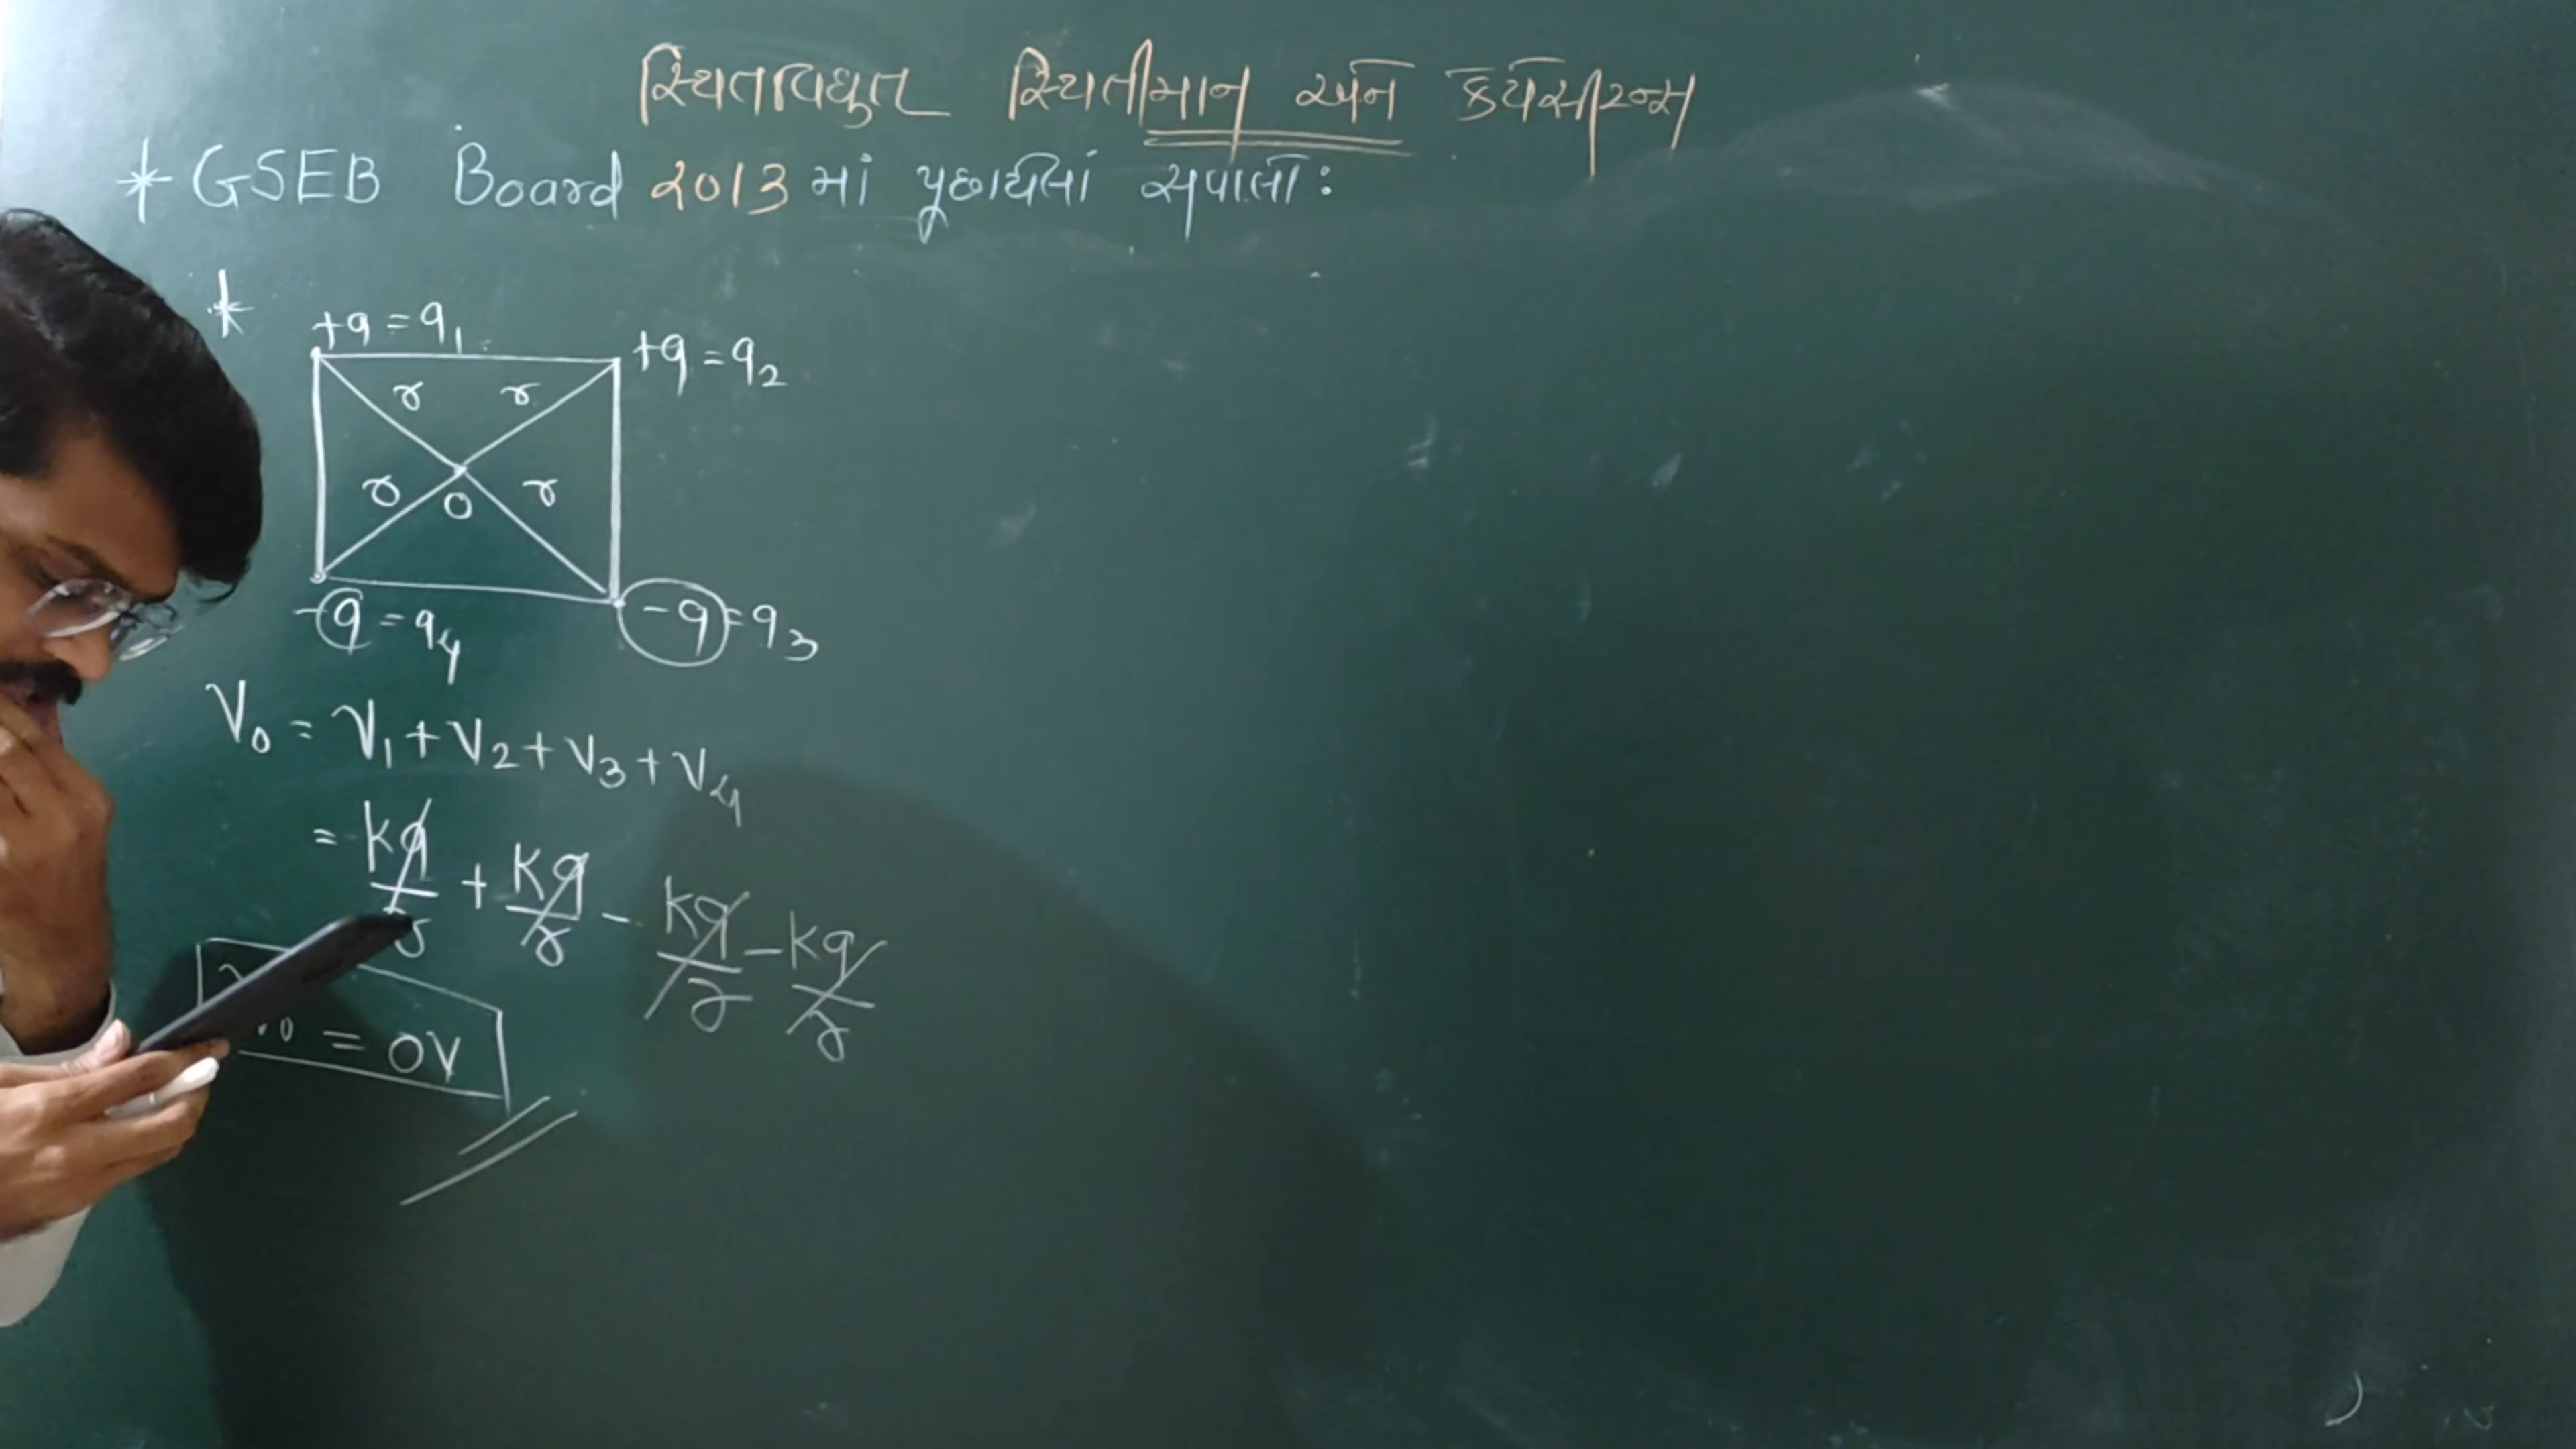 સ્થિતવિદ્યુત સ્થિતીમાન અને કેપેસીટન્સ
* GSEB Board 2013 માં પૂછાયેલાં સવાલો :
*
+q = q₁
+q = q₂
r r
r r
O
-q = q₄
-q = q₃
V₀ = V₁ + V₂ + V₃ + V₄
= kq/r + kq/r - kq/r - kq/r
= 0V